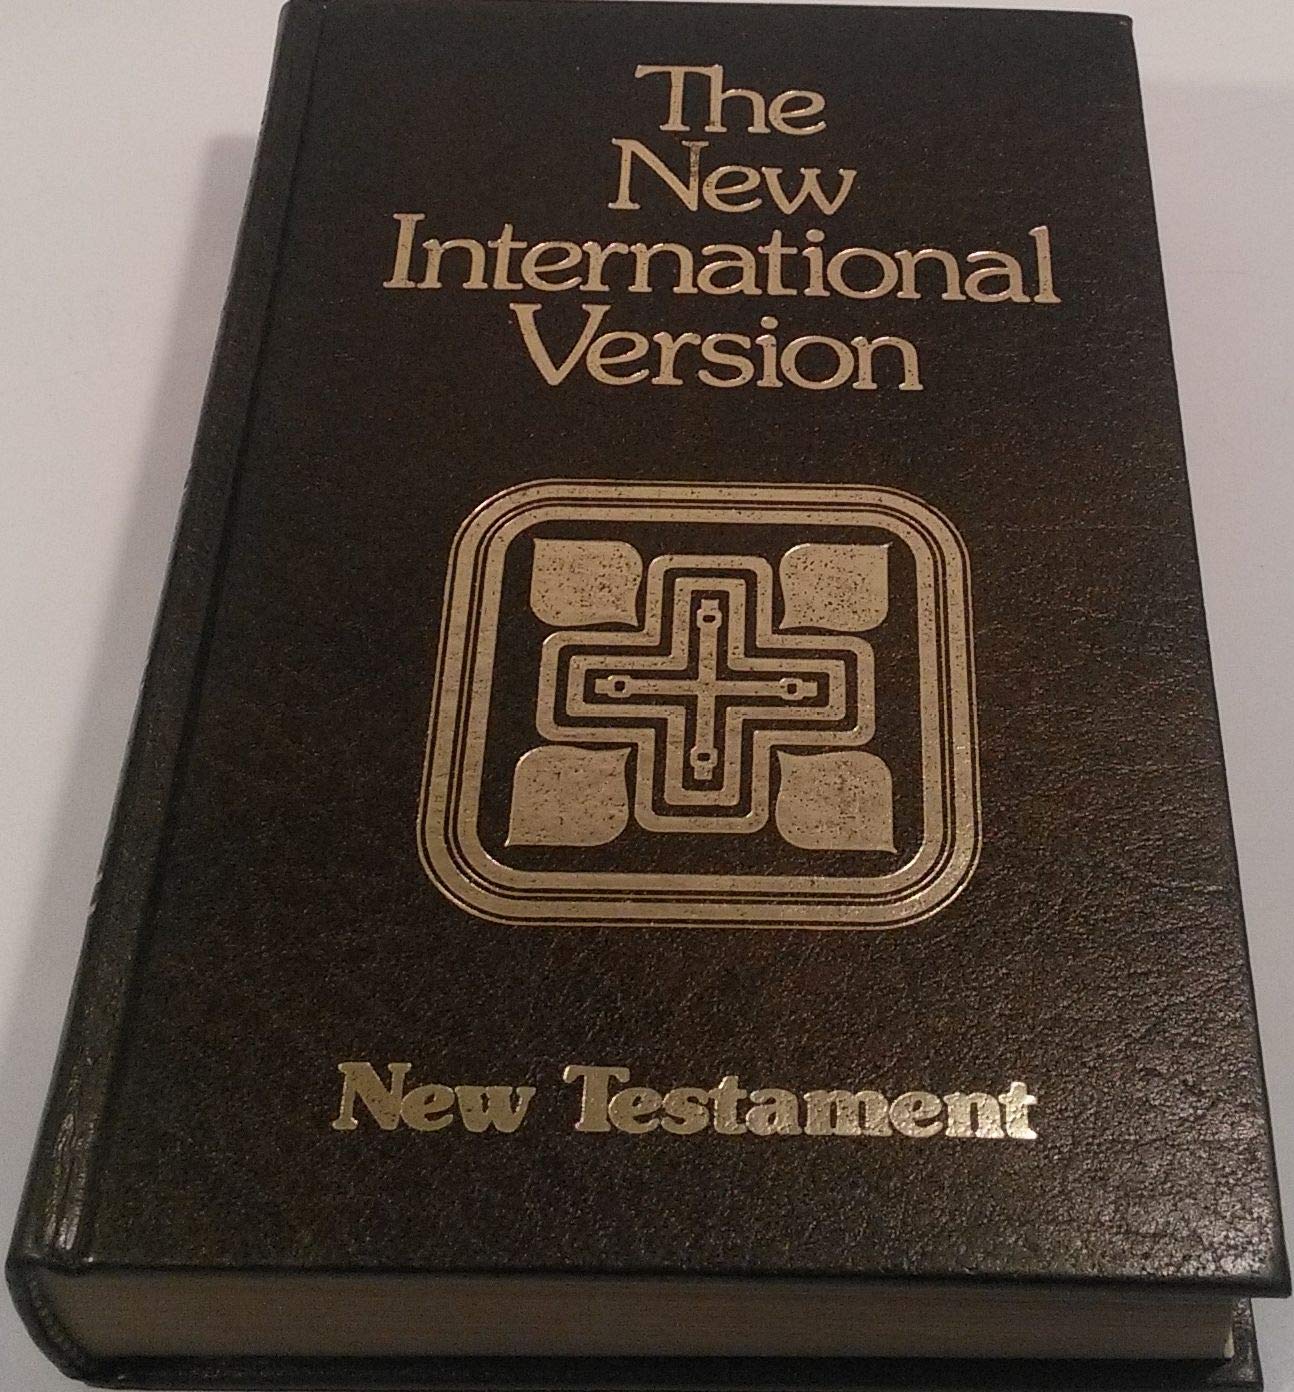 The
New
International
Version
New Testament